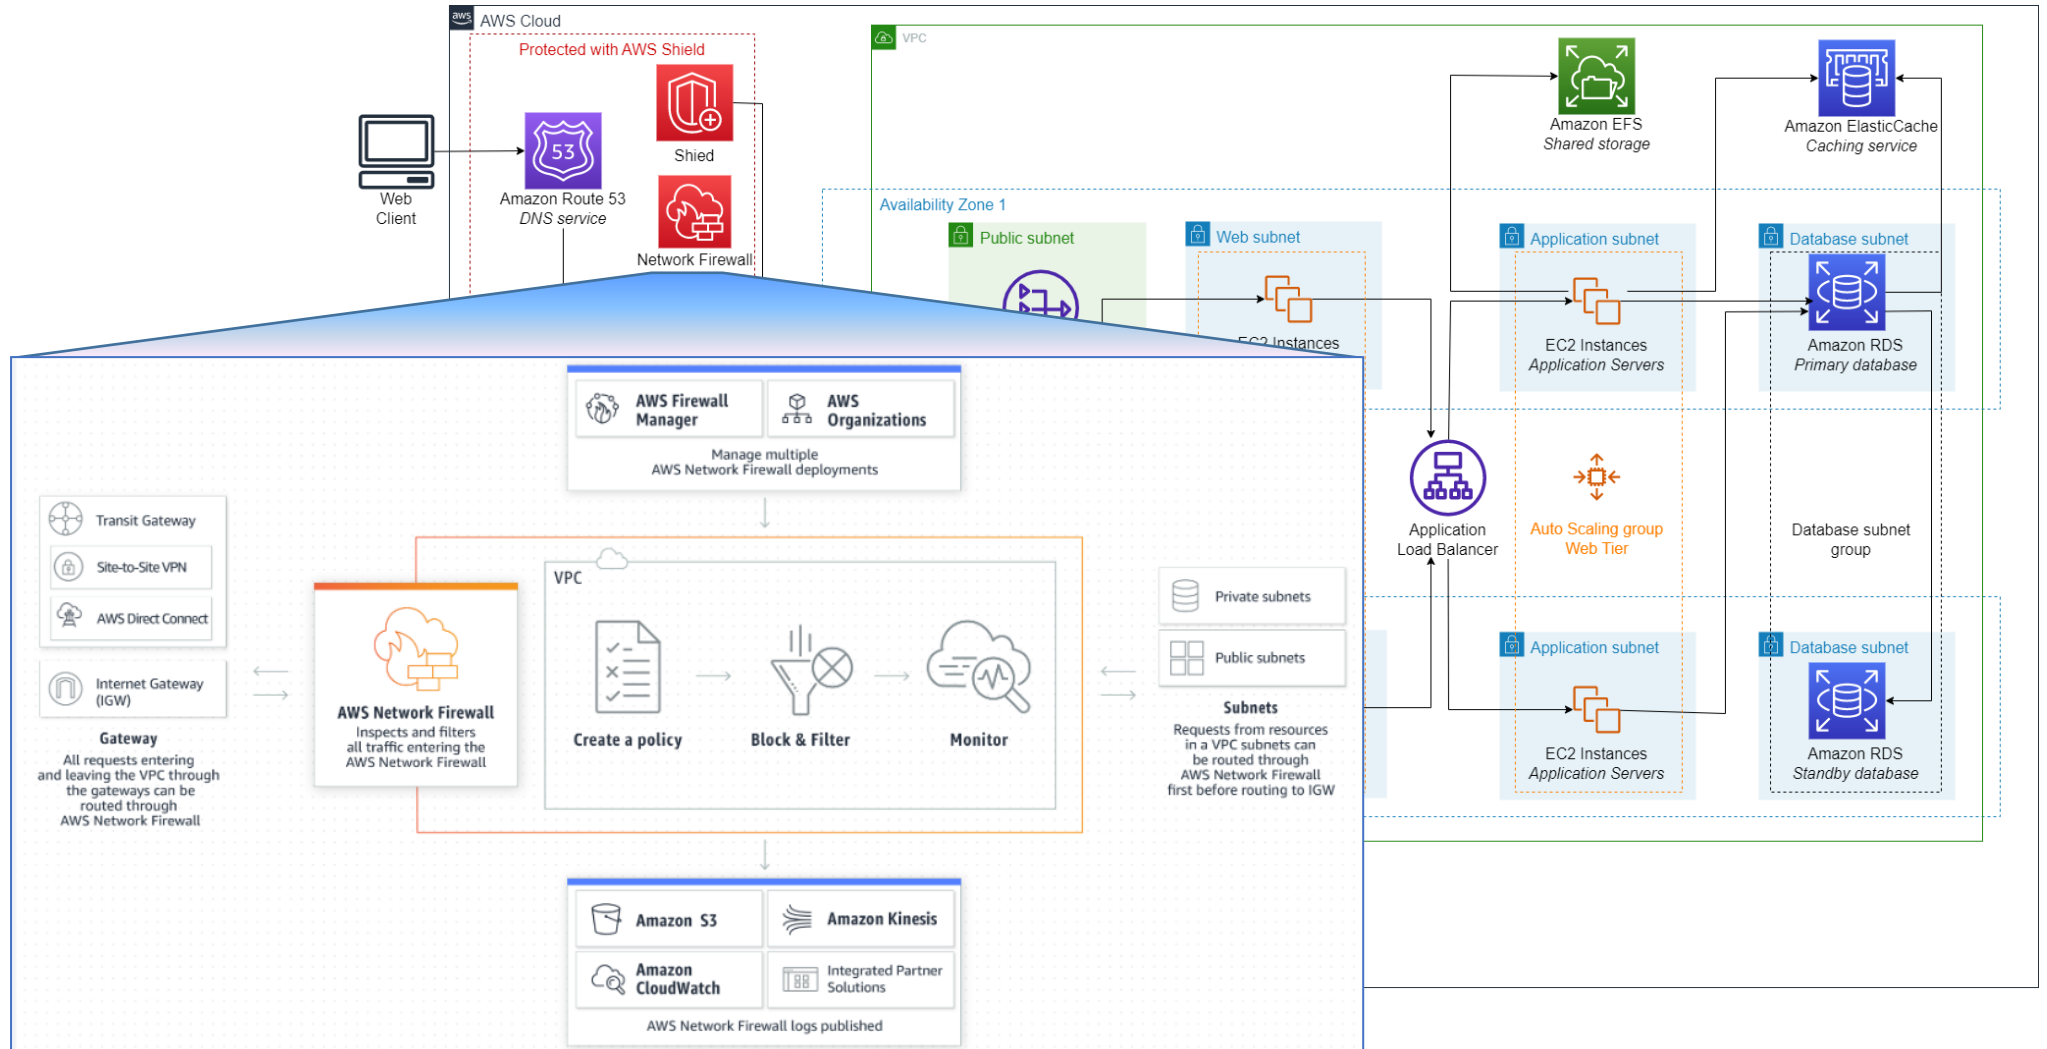 aws
AWS Cloud
Protected with AWS Shield
Shied
53
Amazon Route 53
DNS service
Web
Client
Network Firewall
VPC
Amazon EFS
Shared storage
Amazon ElasticCache
Caching service
Availability Zone 1
Public subnet
Web subnet
EC2 Instances
Application subnet
EC2 Instances
Application Servers
Database subnet
Amazon RDS
Primary database
Application
Load Balancer
Auto Scaling group
Web Tier
Database subnet
group
Application subnet
EC2 Instances
Application Servers
Database subnet
Amazon RDS
Standby database
AWS Firewall
Manager
AWS
Organizations
Manage multiple
AWS Network Firewall deployments
Transit Gateway
Site-to-Site VPN
AWS Direct Connect
Internet Gateway
(IGW)
Gateway
All requests entering
and leaving the VPC through
the gateways can be
routed through
AWS Network Firewall
AWS Network Firewall
Inspects and filters
all traffic entering the
AWS Network Firewall
VPC
Create a policy
Block & Filter
Monitor
Private subnets
Public subnets
Subnets
Requests from resources
in a VPC subnets can
be routed through
AWS Network Firewall
first before routing to IGW
Amazon S3
Amazon Kinesis
Amazon
CloudWatch
Integrated Partner
Solutions
AWS Network Firewall logs published